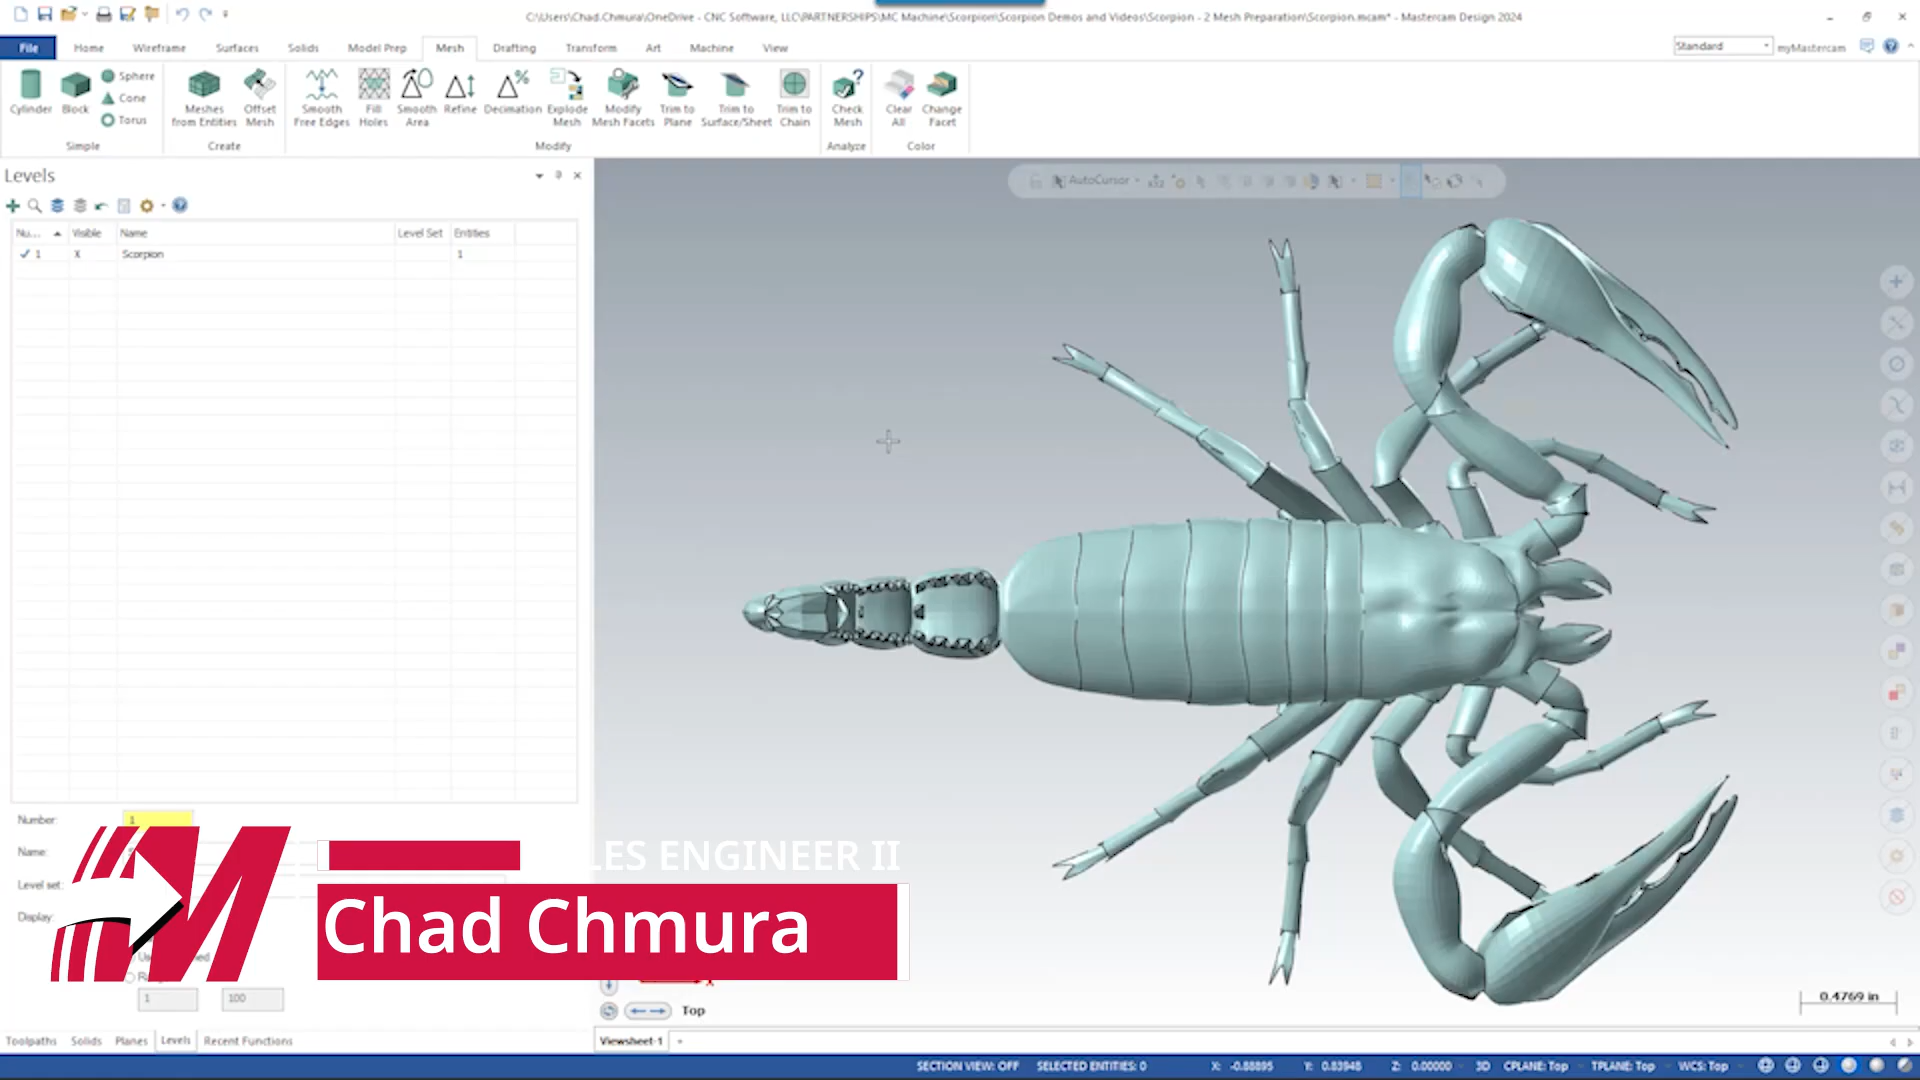 C:\Users\Chad.Chmura\OneDrive - CNC Software, LLC\PARTNERSHIPS\MC Machine\Scorpion\Scorpion Demos and Videos\Scorpion - 2 Mesh Preparation\Scorpion.mcam* - Mastercam Design 2024
File Home Wireframe Surfaces Solids Model Prep Mesh Drafting Transform Art Machine View Standard myMastercam
Cylinder Block Sphere Cone Torus
Simple
Meshes from Entities Offset Mesh
Create
Smooth Free Edges Fill Holes Smooth Area Refine Decimation Explode Mesh Modify Mesh Facets Trim to Plane Trim to Surface/Sheet Trim to Chain
Modify
Check Mesh
Analyze
Clear All Change Facet
Color
Levels
AutoCursor
Nu... Visible Name Level Set Entities
1 X Scorpion 1
Number: 1
Name:
Level set:
Display:
LES ENGINEER II
Chad Chmura
1 100
0.4769 in
Top
Toolpaths Solids Planes Levels Recent Functions
Viewsheet-1
SECTION VIEW: OFF SELECTED ENTITIES: 0 X: -0.88895 Y: 0.83948 Z: 0.00000 3D CPLANE: Top TPLANE: Top WCS: Top